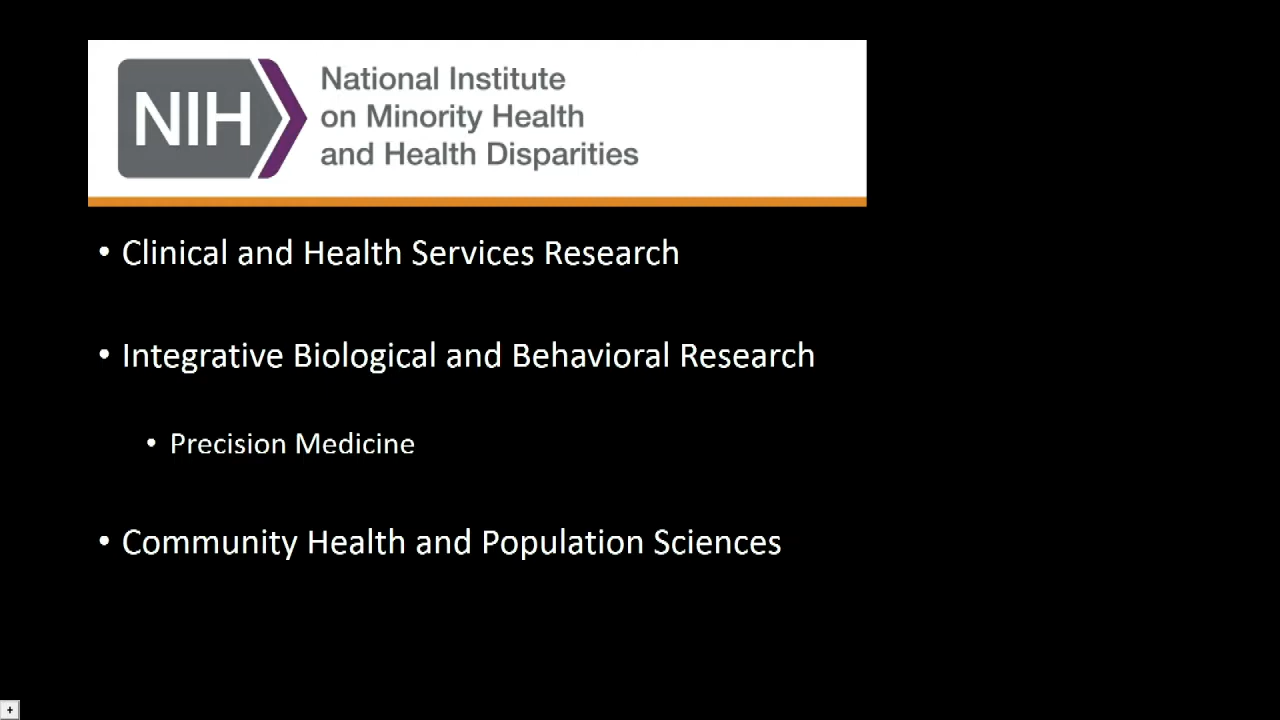 NIH
National Institute
on Minority Health
and Health Disparities
• Clinical and Health Services Research
• Integrative Biological and Behavioral Research
• Precision Medicine
• Community Health and Population Sciences
+